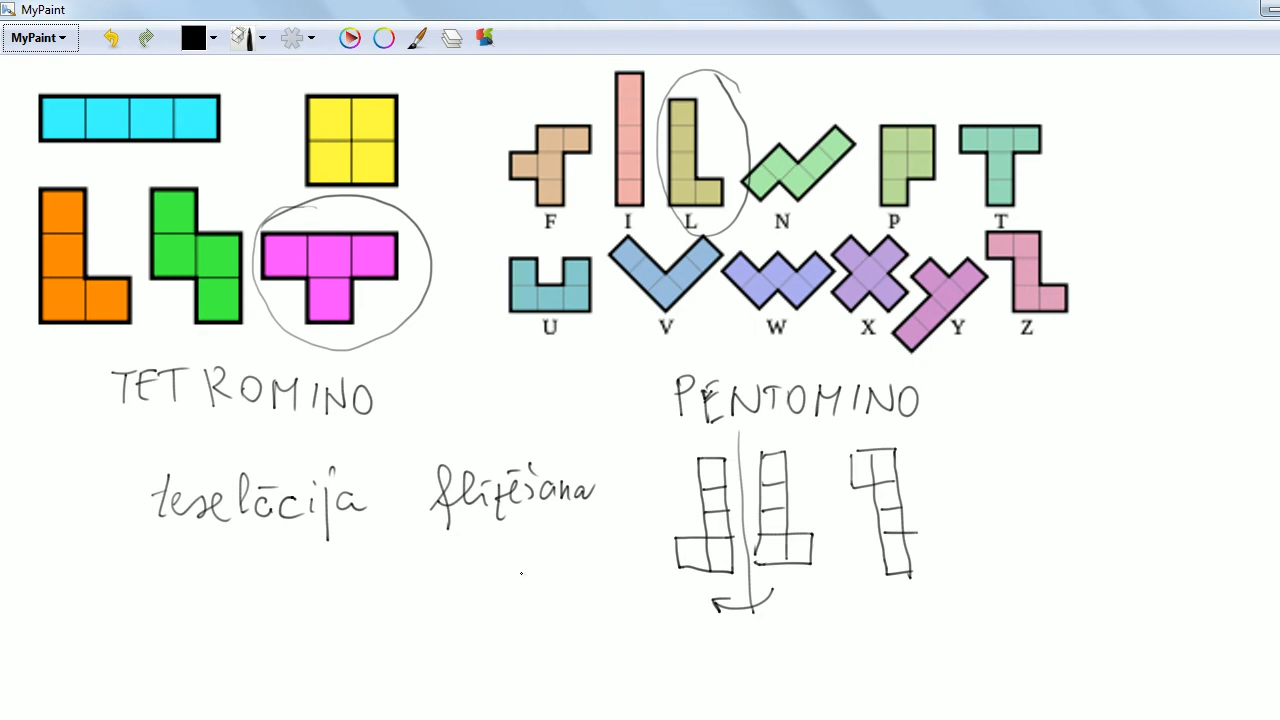 MyPaint
MyPaint
F I L N P T
U V W X Y Z
TETROMINO
PENTOMINO
teselācija flīzēšana